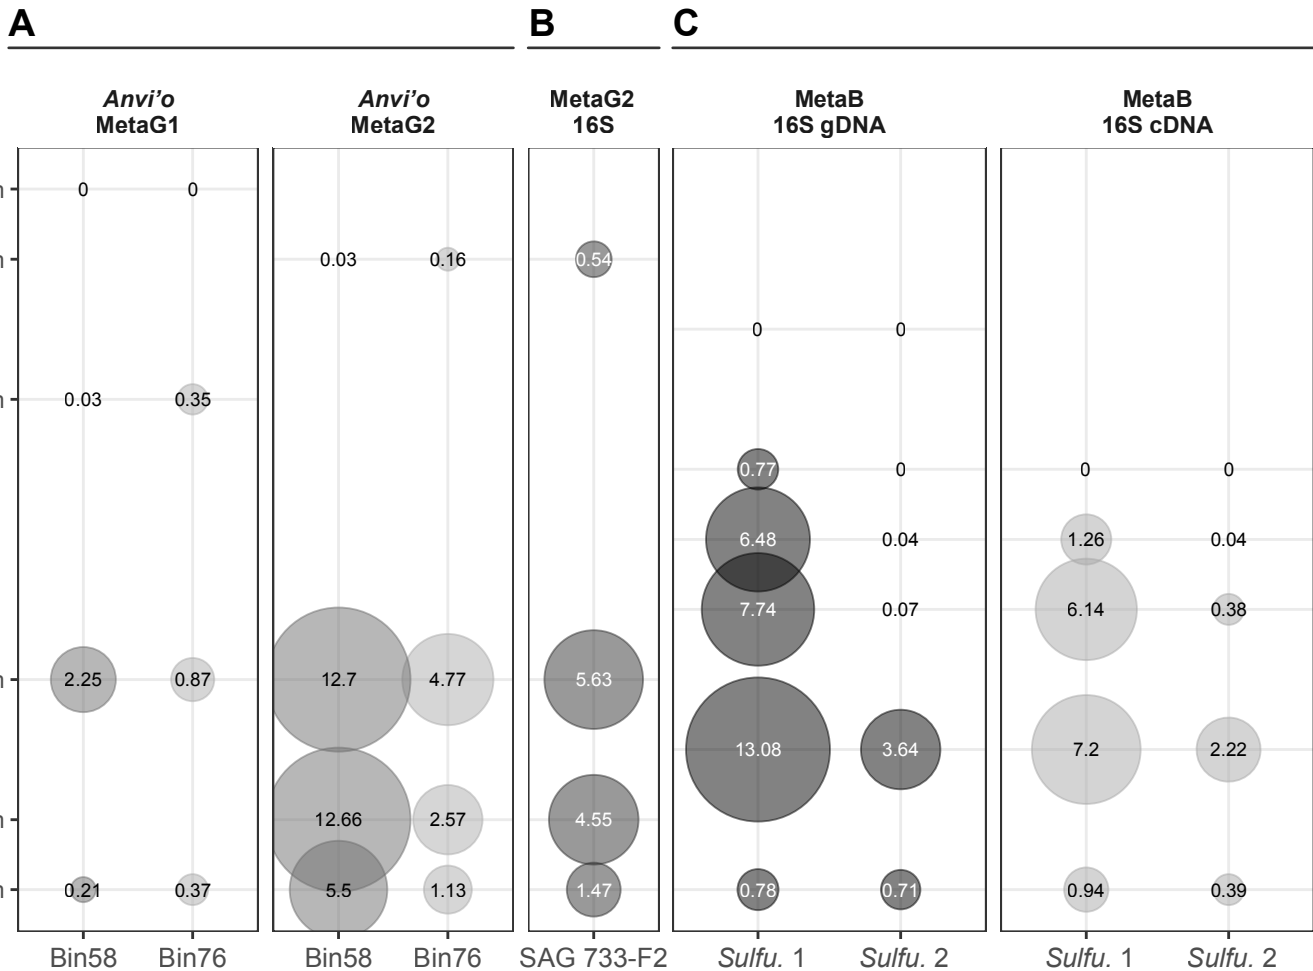 A B C
Anvi’o Anvi’o MetaG2 MetaB MetaB
MetaG1 MetaG2 16S 16S gDNA 16S cDNA
m 0 0
m 0.03 0.16 0.54
0 0
m 0.03 0.35
0.77 0 0 0
6.48 0.04 1.26 0.04
7.74 0.07 6.14 0.38
m 2.25 0.87 12.7 4.77 5.63
13.08 3.64 7.2 2.22
m 12.66 2.57 4.55
m 0.21 0.37 5.5 1.13 1.47 0.78 0.71 0.94 0.39
Bin58 Bin76 Bin58 Bin76 SAG 733-F2 Sulfu. 1 Sulfu. 2 Sulfu. 1 Sulfu. 2